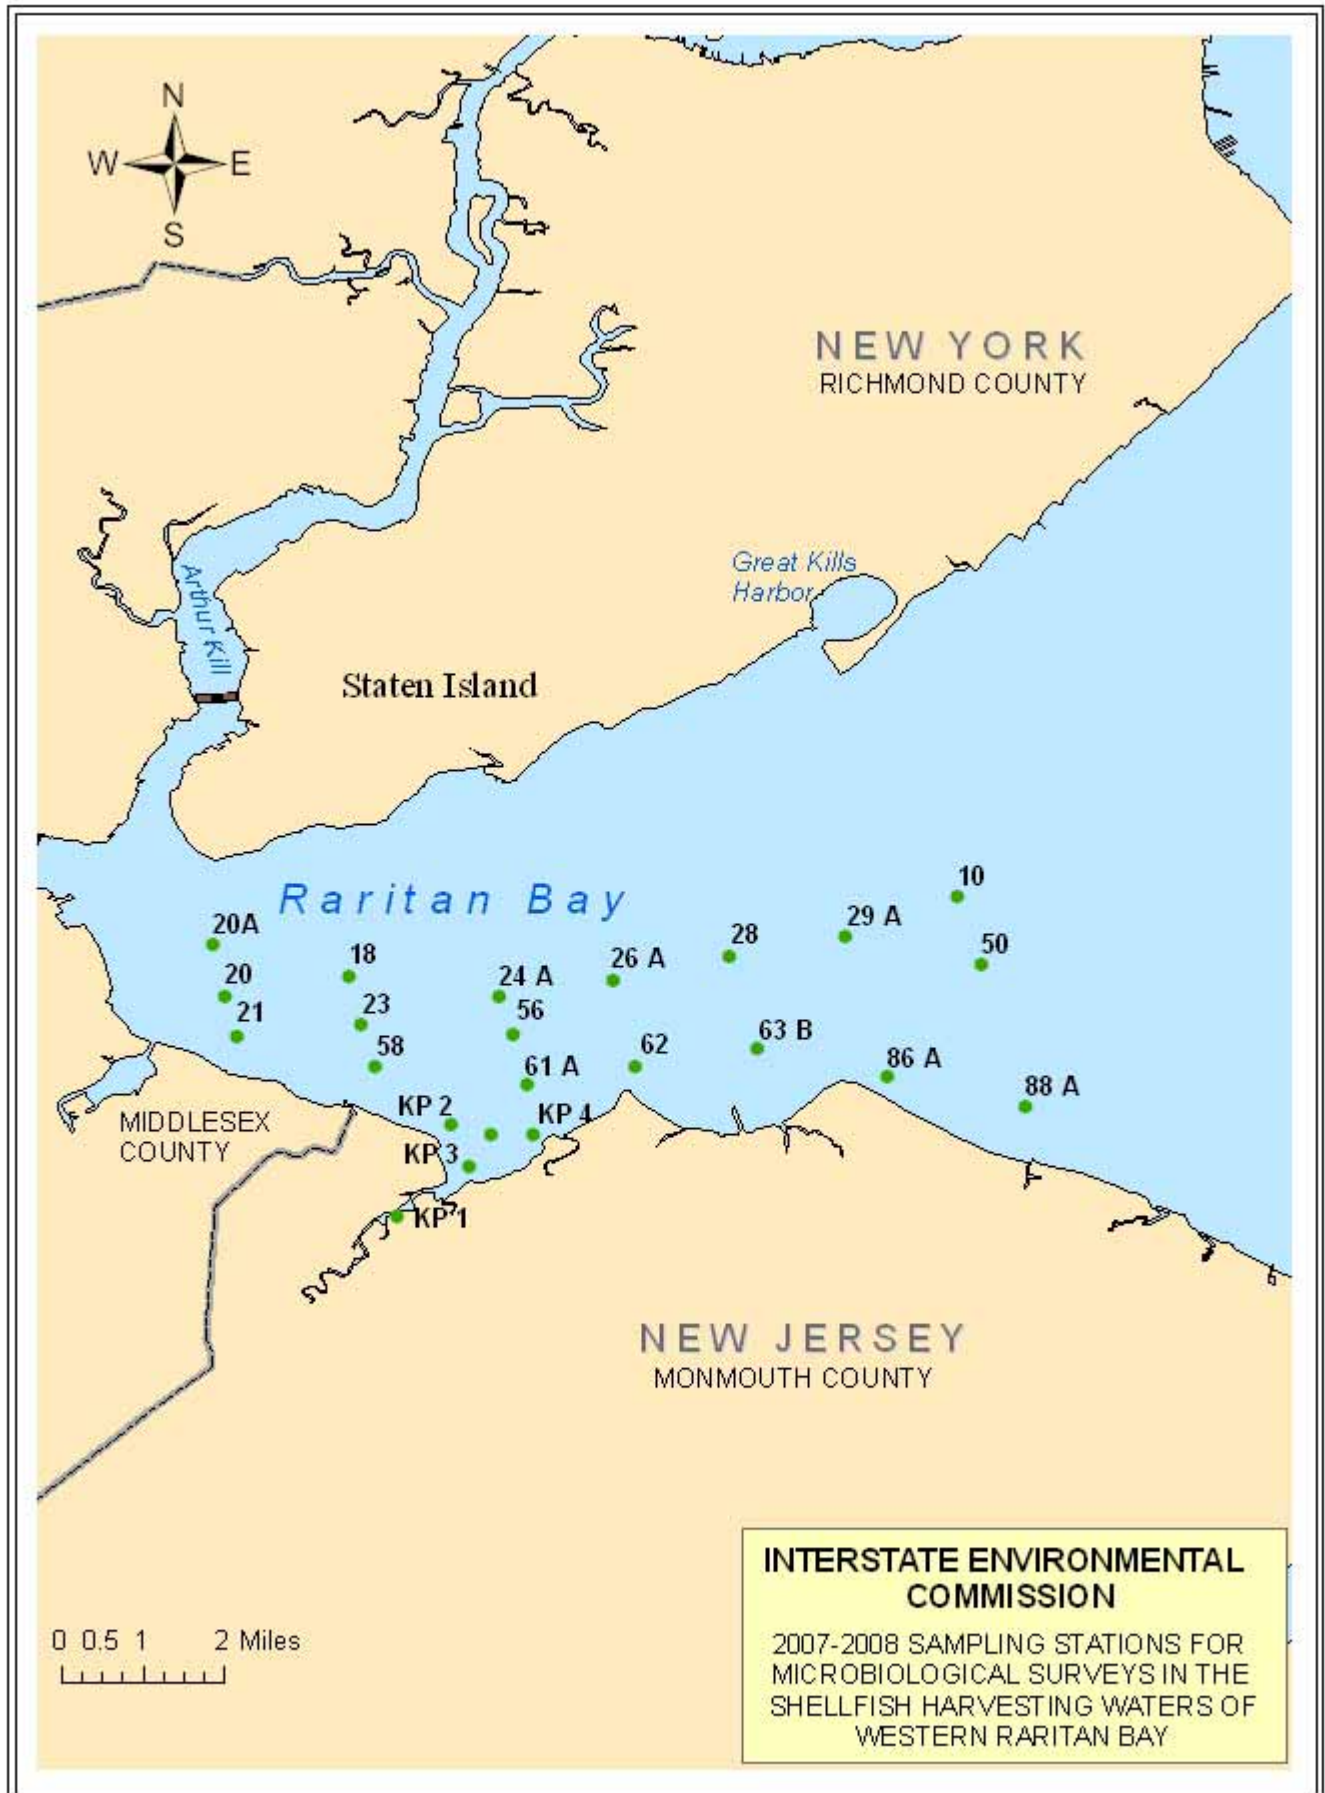 N
W E
S
NEW YORK
RICHMOND COUNTY
Great Kills
Harbor
Arthur Kill
Staten Island
Raritan Bay
10
20A
29 A
28
50
18
26 A
24 A
20
23
56
21
63 B
58
62
61 A
86 A
88 A
KP 2
KP 4
MIDDLESEX
COUNTY
KP 3
KP 1
NEW JERSEY
MONMOUTH COUNTY
INTERSTATE ENVIRONMENTAL
COMMISSION
2007-2008 SAMPLING STATIONS FOR
MICROBIOLOGICAL SURVEYS IN THE
SHELLFISH HARVESTING WATERS OF
WESTERN RARITAN BAY
0 0.5 1 2 Miles